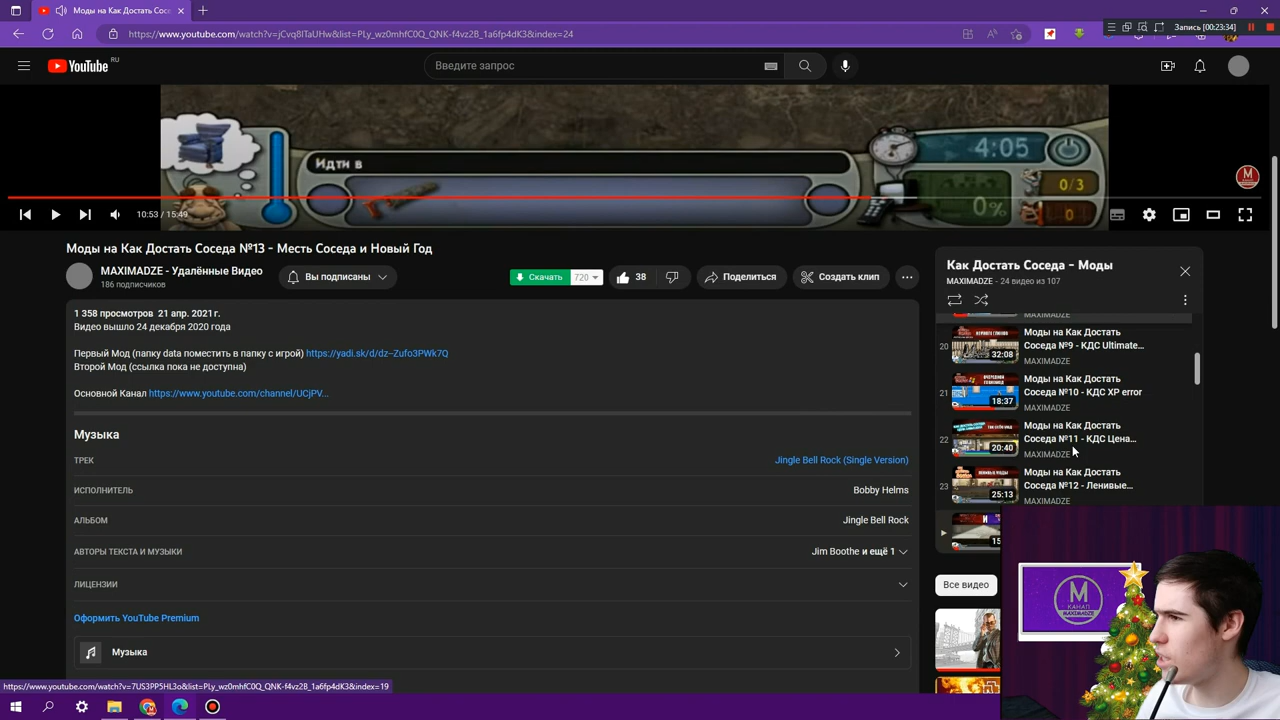 Моды на Как Достать Сосе
Запись [00:23:34]
https://www.youtube.com/watch?v=jCvq8lTaUHw&list=PLy_wz0mhfC0Q_QNK-f4vz2B_1a6fp4dK3&index=24
YouTube RU
Введите запрос
Идти в
4:05
0/3
0%
0
М
10:53 / 15:49
Моды на Как Достать Соседа №13 - Месть Соседа и Новый Год
MAXIMADZE - Удалённые Видео
186 подписчиков
Вы подписаны
Скачать 720
38
Поделиться
Создать клип
1 358 просмотров 21 апр. 2021 г.
Видео вышло 24 декабря 2020 года
Первый Мод (папку data поместить в папку с игрой) https://yadi.sk/d/dz--Zufo3PWk7Q
Второй Мод (ссылка пока не доступна)
Основной Канал https://www.youtube.com/channel/UCjPV...
Музыка
ТРЕК
Jingle Bell Rock (Single Version)
ИСПОЛНИТЕЛЬ
Bobby Helms
АЛЬБОМ
Jingle Bell Rock
АВТОРЫ ТЕКСТА И МУЗЫКИ
Jim Boothe и ещё 1
ЛИЦЕНЗИИ
Оформить YouTube Premium
Музыка
Как Достать Соседа - Моды
MAXIMADZE - 24 видео из 107
MAXIMADZE
20
32:08
Моды на Как Достать
Соседа №9 - КДС Ultimate...
MAXIMADZE
21
18:37
Моды на Как Достать
Соседа №10 - КДС XP error
MAXIMADZE
22
20:40
Моды на Как Достать
Соседа №11 - КДС Цена...
MAXIMADZE
23
25:13
Моды на Как Достать
Соседа №12 - Ленивые...
MAXIMADZE
Все видео
М
КАНАЛ
MAXIMADZE
https://www.youtube.com/watch?v=7US3PP5HL3o&list=PLy_wz0mhfC0Q_QNK-f4vz2B_1a6fp4dK3&index=19